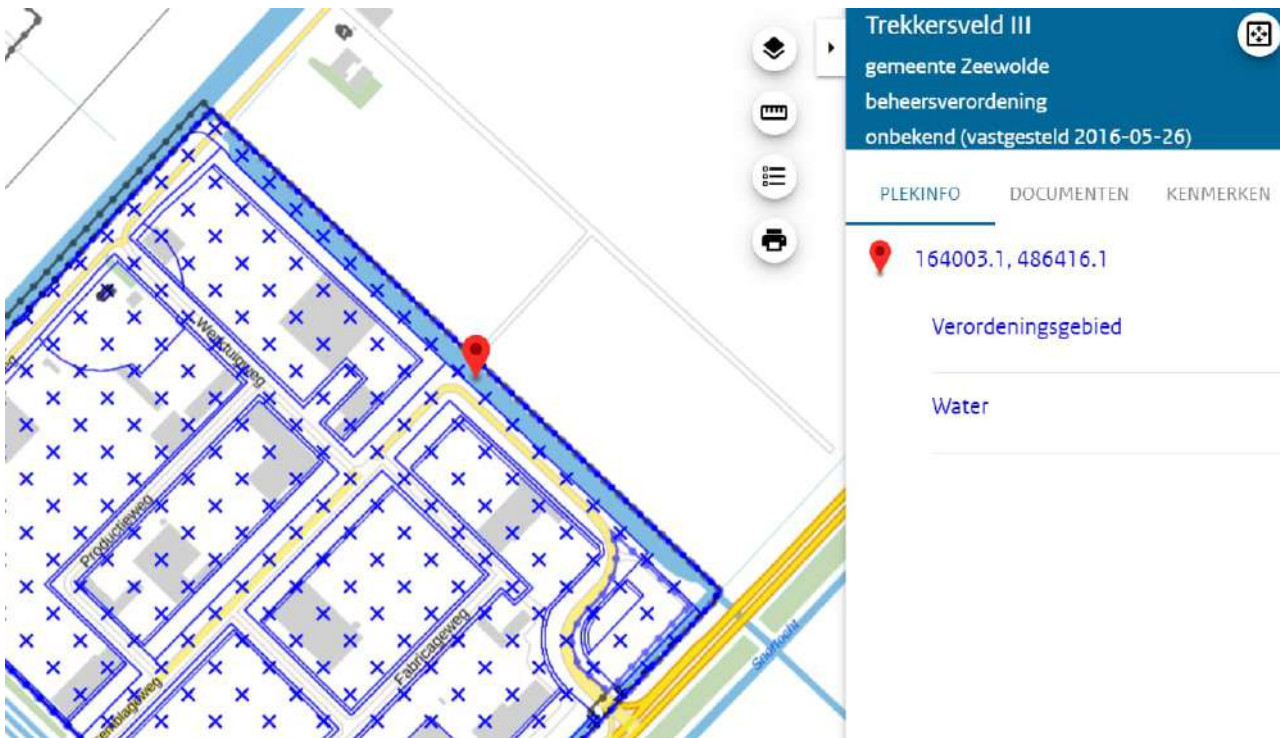 Trekkersveld III
gemeente Zeewolde
beheersverordening
onbekend (vastgesteld 2016-05-26)
PLEKINFO DOCUMENTEN KENMERKEN
164003.1, 486416.1
Verordeningsgebied
Water
Werktuigweg
Productieweg
Fabricageweg